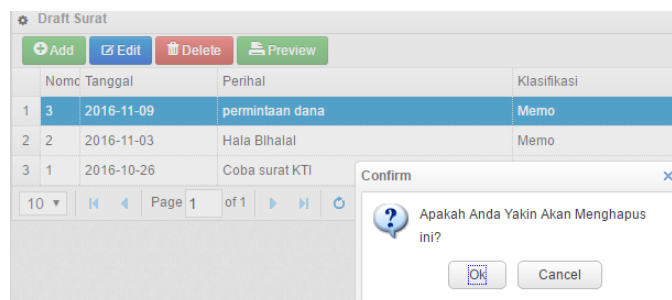 Draft Surat
Add Edit Delete Preview
Nomo Tanggal Perihal Klasifikasi
1 3 2016-11-09 permintaan dana Memo
2 2 2016-11-03 Hala BIhalal Memo
3 1 2016-10-26 Coba surat KTI
10 Page 1 of 1
Confirm
Apakah Anda Yakin Akan Menghapus
ini?
Ok Cancel